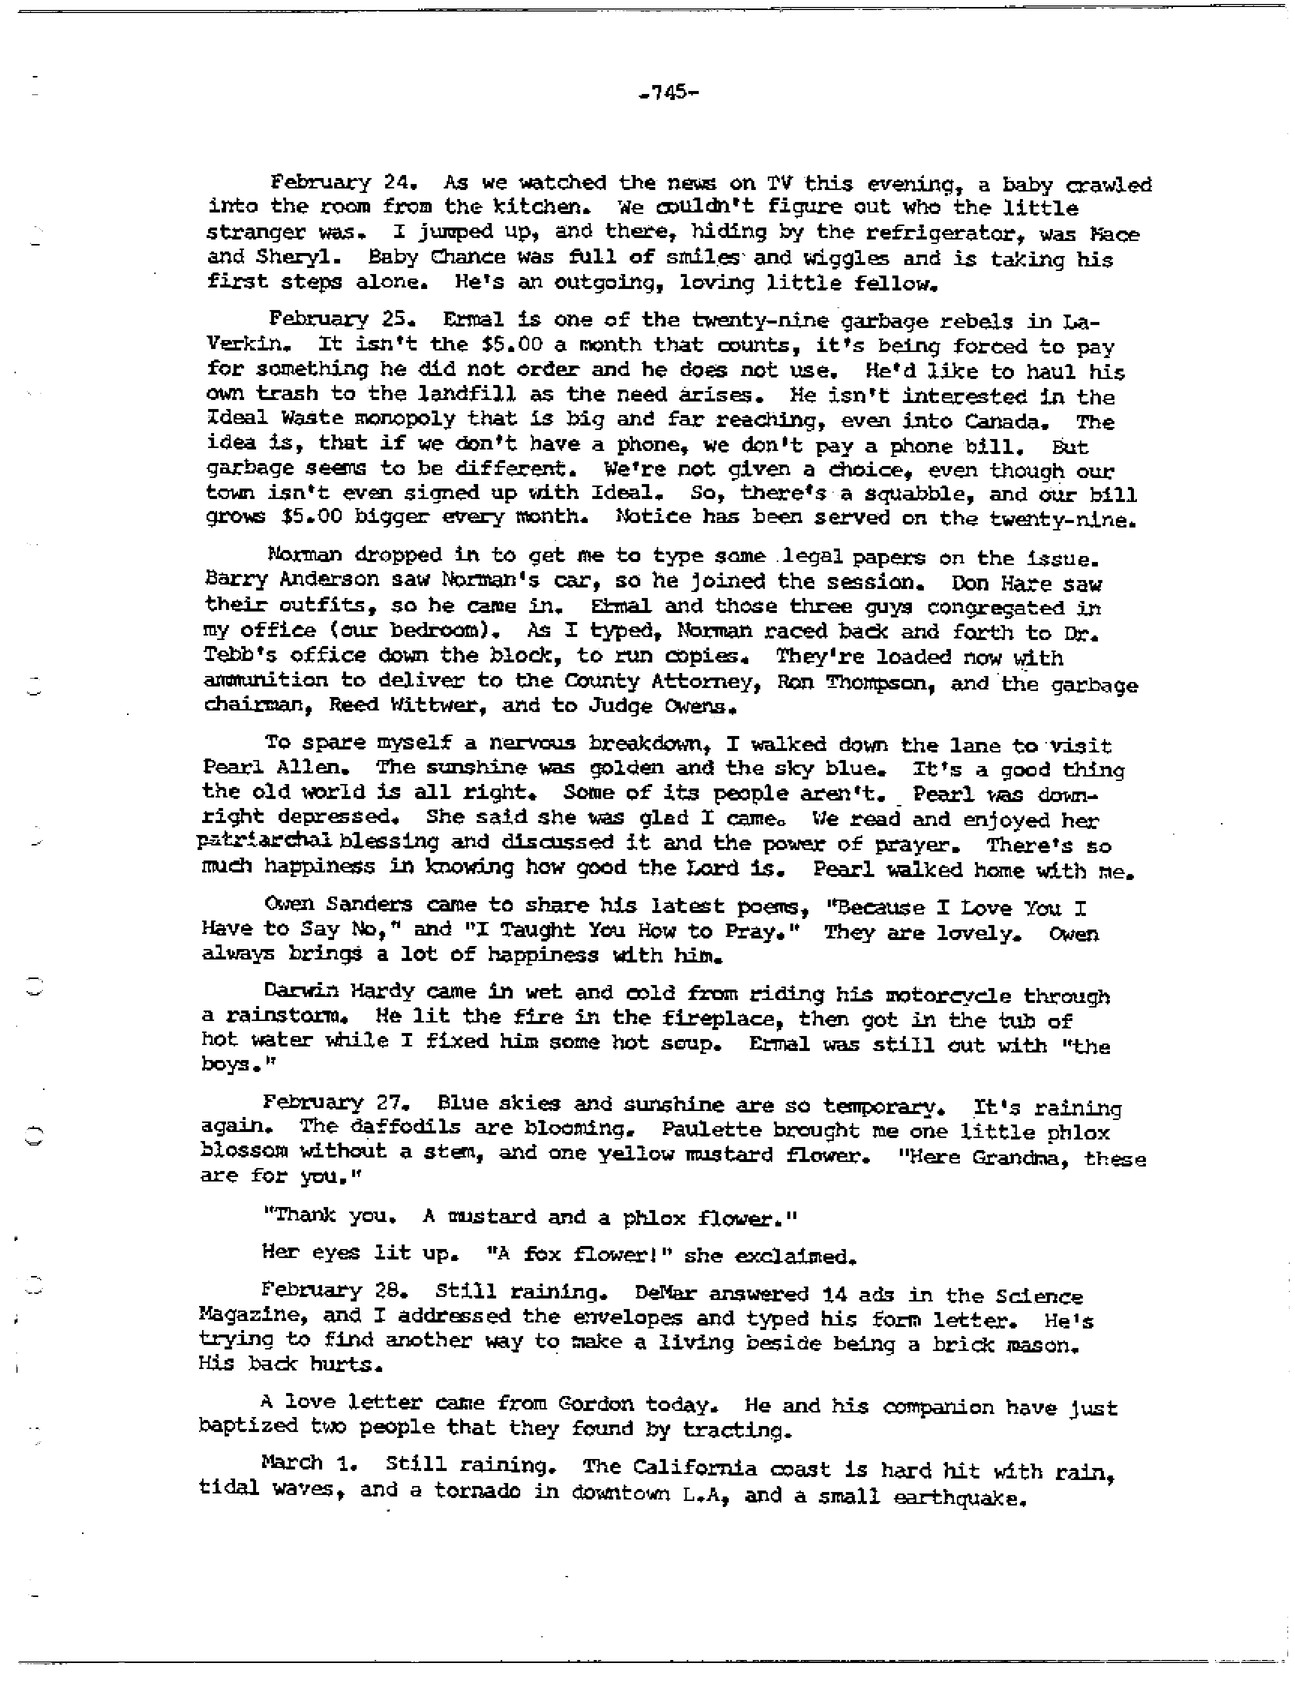 -745-
February 24. As we watched the news on TV this evening, a baby crawled
into the room from the kitchen. We couldn't figure out who the little
stranger was. I jumped up, and there, hiding by the refrigerator, was Mace
and Sheryl. Baby Chance was full of smiles and wiggles and is taking his
first steps alone. He's an outgoing, loving little fellow.
February 25. Ermal is one of the twenty-nine garbage rebels in La-
Verkin. It isn't the $5.00 a month that counts, it's being forced to pay
for something he did not order and he does not use. He'd like to haul his
own trash to the landfill as the need arises. He isn't interested in the
Ideal Waste monopoly that is big and far reaching, even into Canada. The
idea is, that if we don't have a phone, we don't pay a phone bill. But
garbage seems to be different. We're not given a choice, even though our
town isn't even signed up with Ideal. So, there's a squabble, and our bill
grows $5.00 bigger every month. Notice has been served on the twenty-nine.
Norman dropped in to get me to type some legal papers on the issue.
Barry Anderson saw Norman's car, so he joined the session. Don Hare saw
their outfits, so he came in. Ermal and those three guys congregated in
my office (our bedroom). As I typed, Norman raced back and forth to Dr.
Tebb's office down the block, to run copies. They're loaded now with
ammunition to deliver to the County Attorney, Ron Thompson, and the garbage
chairman, Reed Wittwer, and to Judge Owens.
To spare myself a nervous breakdown, I walked down the lane to visit
Pearl Allen. The sunshine was golden and the sky blue. It's a good thing
the old world is all right. Some of its people aren't. Pearl was down-
right depressed. She said she was glad I came. We read and enjoyed her
patriarchal blessing and discussed it and the power of prayer. There's so
much happiness in knowing how good the Lord is. Pearl walked home with me.
Owen Sanders came to share his latest poems, "Because I Love You I
Have to Say No," and "I Taught You How to Pray." They are lovely. Owen
always brings a lot of happiness with him.
Darwin Hardy came in wet and cold from riding his motorcycle through
a rainstorm. He lit the fire in the fireplace, then got in the tub of
hot water while I fixed him some hot soup. Ermal was still out with "the
boys."
February 27. Blue skies and sunshine are so temporary. It's raining
again. The daffodils are blooming. Paulette brought me one little phlox
blossom without a stem, and one yellow mustard flower. "Here Grandma, these
are for you."
"Thank you. A mustard and a phlox flower."
Her eyes lit up. "A fox flower!" she exclaimed.
February 28. Still raining. DeMar answered 14 ads in the Science
Magazine, and I addressed the envelopes and typed his form letter. He's
trying to find another way to make a living beside being a brick mason.
His back hurts.
A love letter came from Gordon today. He and his companion have just
baptized two people that they found by tracting.
March 1. Still raining. The California coast is hard hit with rain,
tidal waves, and a tornado in downtown L.A, and a small earthquake.